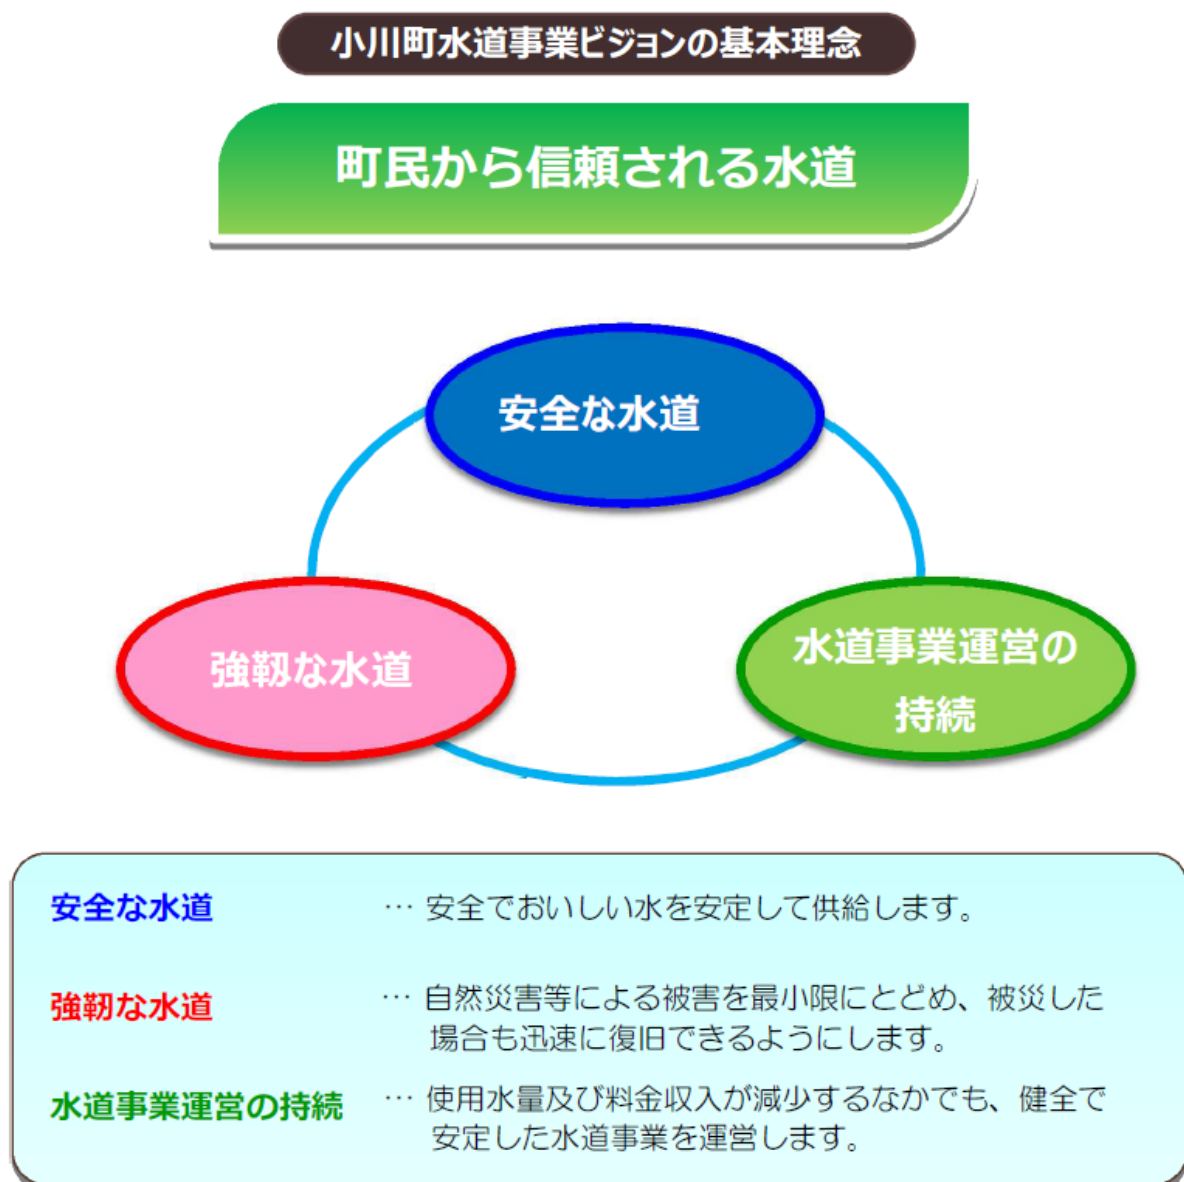 小川町水道事業ビジョンの基本理念
町民から信頼される水道
安全な水道
強靱な水道
水道事業運営の
持続
安全な水道 … 安全でおいしい水を安定して供給します。
強靭な水道 … 自然災害等による被害を最小限にとどめ、被災した
場合も迅速に復旧できるようにします。
水道事業運営の持続 … 使用水量及び料金収入が減少するなかでも、健全で
安定した水道事業を運営します。